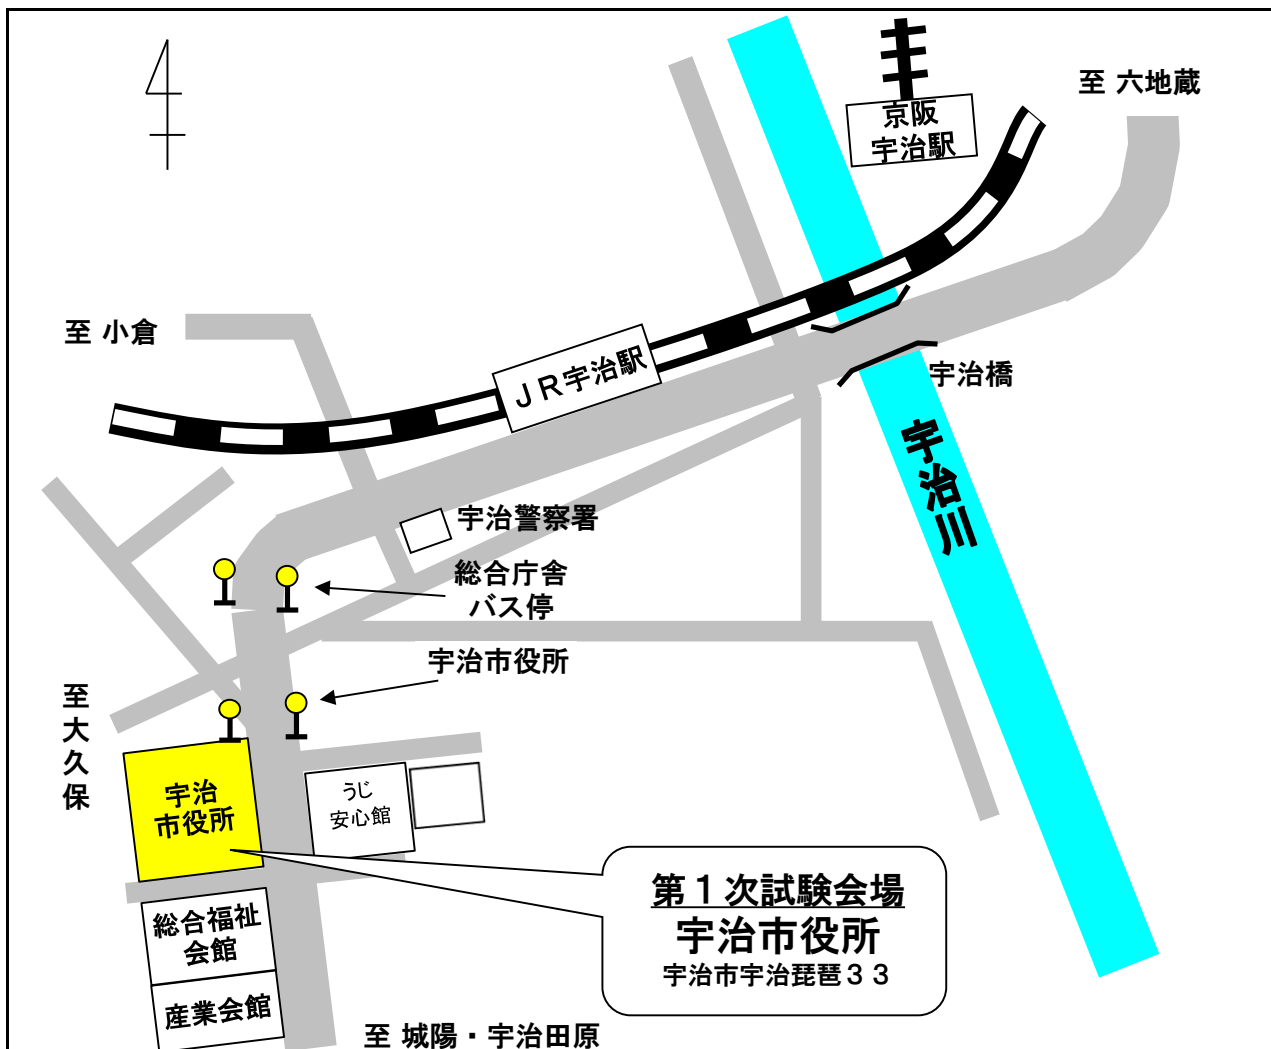 至 六地蔵
京阪
宇治駅
至 小倉
ＪＲ宇治駅
宇治橋
宇治川
宇治警察署
総合庁舎
バス停
宇治市役所
至大久保
宇治
市役所
うじ
安心館
第１次試験会場
宇治市役所
宇治市宇治琵琶３３
総合福祉
会館
産業会館
至 城陽・宇治田原